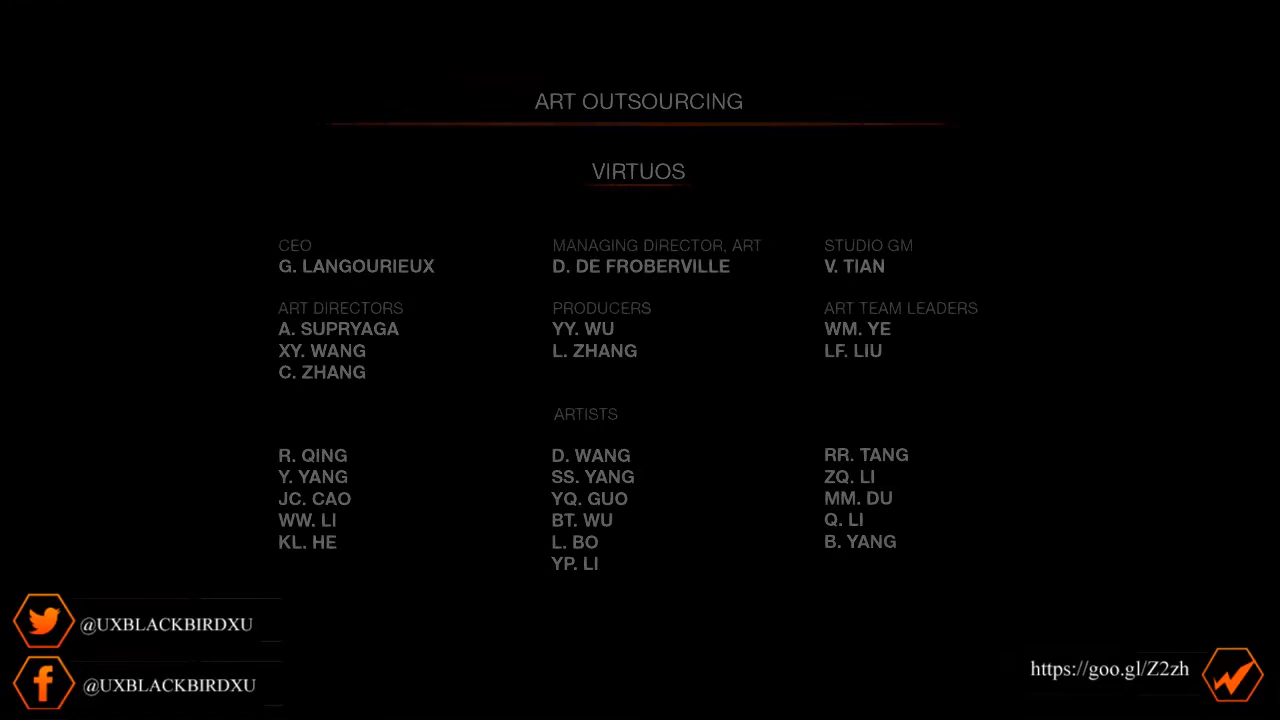 ART OUTSOURCING
VIRTUOS
CEO
G. LANGOURIEUX
MANAGING DIRECTOR, ART
D. DE FROBERVILLE
STUDIO GM
V. TIAN
ART DIRECTORS
A. SUPRYAGA
XY. WANG
C. ZHANG
PRODUCERS
YY. WU
L. ZHANG
ART TEAM LEADERS
WM. YE
LF. LIU
ARTISTS
R. QING
Y. YANG
JC. CAO
WW. LI
KL. HE
D. WANG
SS. YANG
YQ. GUO
BT. WU
L. BO
YP. LI
RR. TANG
ZQ. LI
MM. DU
Q. LI
B. YANG
@UXBLACKBIRDXU
@UXBLACKBIRDXU
https://goo.gl/Z2zh